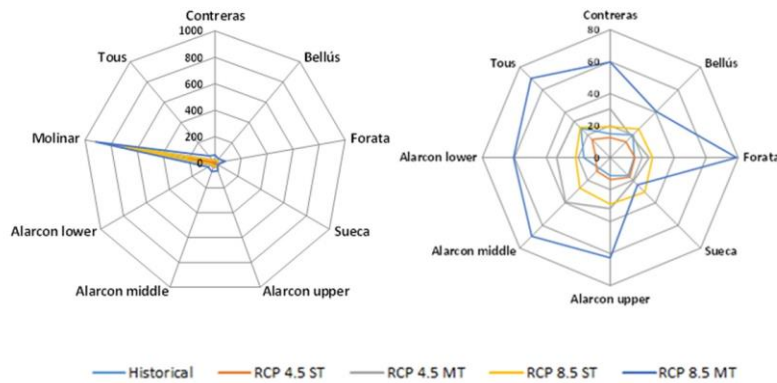 Contreras
1000
800
600
400
200
0
Bellús
Forata
Sueca
Alarcon upper
Alarcon middle
Alarcon lower
Molinar
Tous
Contreras
80
60
40
20
0
Bellús
Forata
Sueca
Alarcon upper
Alarcon middle
Alarcon lower
Tous
Historical RCP 4.5 ST RCP 4.5 MT RCP 8.5 ST RCP 8.5 MT